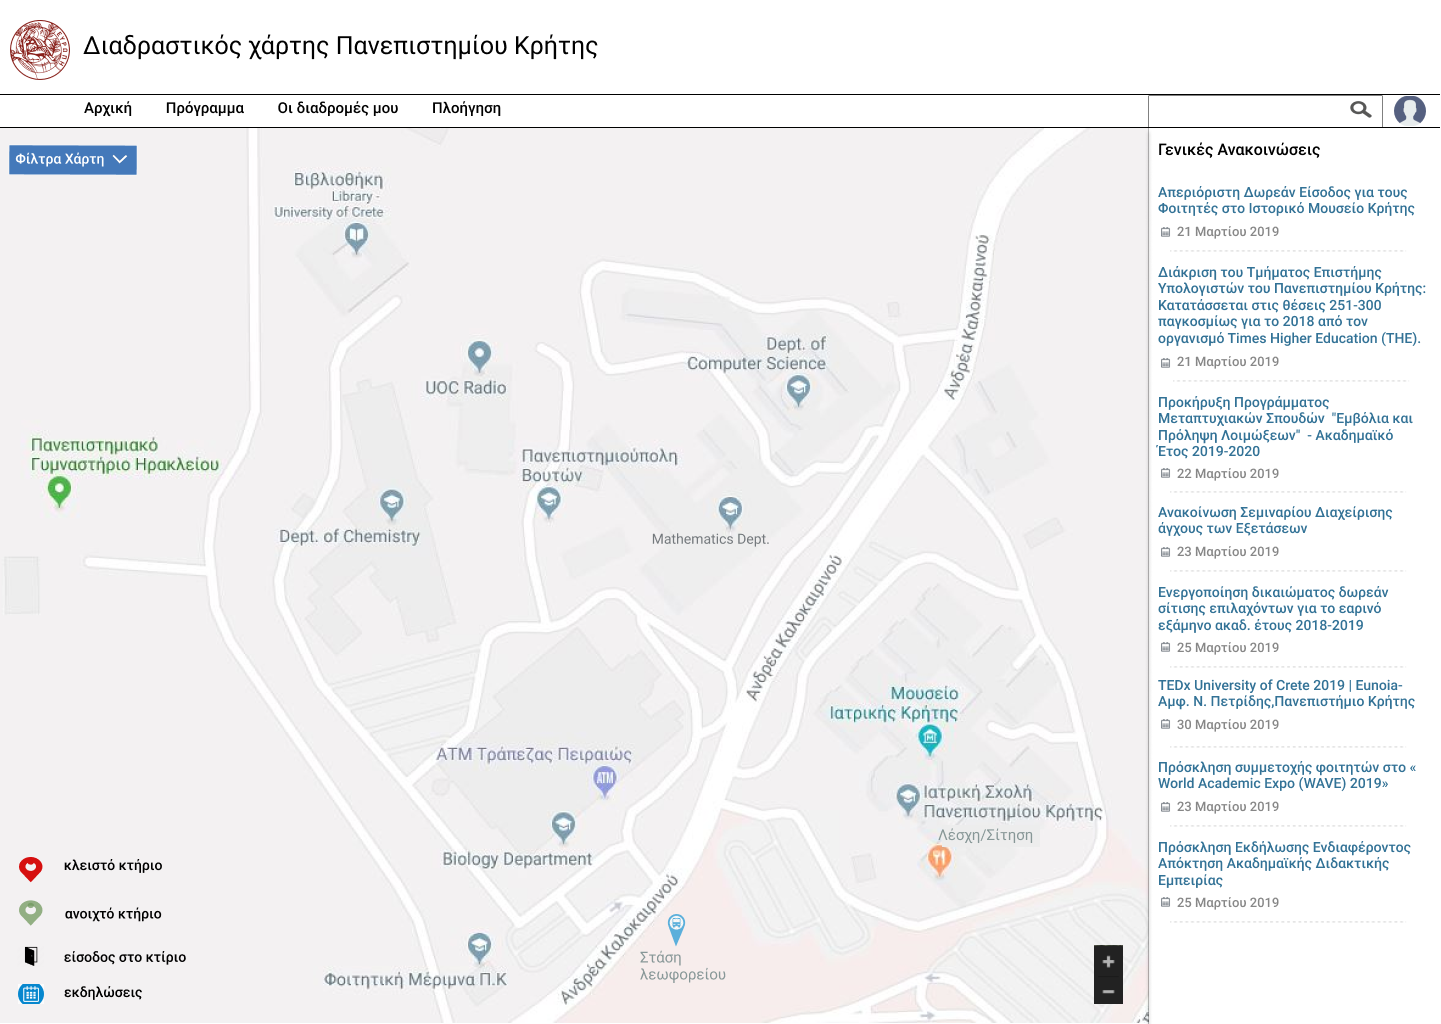 Διαδραστικός χάρτης Πανεπιστημίου Κρήτης
Αρχική Πρόγραμμα Οι διαδρομές μου Πλοήγηση
Φίλτρα Χάρτη
Βιβλιοθήκη
Library -
University of Crete
Ανδρέα Καλοκαιρινού
Dept. of
Computer Science
UOC Radio
Πανεπιστημιακό
Γυμναστήριο Ηρακλείου
Πανεπιστημιούπολη
Βουτών
Dept. of Chemistry
Mathematics Dept.
Ανδρέα Καλοκαιρινού
Μουσείο
Ιατρικής Κρήτης
ATM Τράπεζας Πειραιώς
ATM
Ιατρική Σχολή
Πανεπιστημίου Κρήτης
Λέσχη/Σίτηση
Biology Department
Ανδρέα Καλοκαιρινού
Στάση
λεωφορείου
Φοιτητική Μέριμνα Π.Κ
κλειστό κτήριο
ανοιχτό κτήριο
είσοδος στο κτίριο
εκδηλώσεις
+
−
Γενικές Ανακοινώσεις
Απεριόριστη Δωρεάν Είσοδος για τους
Φοιτητές στο Ιστορικό Μουσείο Κρήτης
21 Μαρτίου 2019
Διάκριση του Τμήματος Επιστήμης
Υπολογιστών του Πανεπιστημίου Κρήτης:
Κατατάσσεται στις θέσεις 251-300
παγκοσμίως για το 2018 από τον
οργανισμό Times Higher Education (THE).
21 Μαρτίου 2019
Προκήρυξη Προγράμματος
Μεταπτυχιακών Σπουδών "Εμβόλια και
Πρόληψη Λοιμώξεων" - Ακαδημαϊκό
Έτος 2019-2020
22 Μαρτίου 2019
Ανακοίνωση Σεμιναρίου Διαχείρισης
άγχους των Εξετάσεων
23 Μαρτίου 2019
Ενεργοποίηση δικαιώματος δωρεάν
σίτισης επιλαχόντων για το εαρινό
εξάμηνο ακαδ. έτους 2018-2019
25 Μαρτίου 2019
TEDx University of Crete 2019 | Eunoia-
Αμφ. Ν. Πετρίδης,Πανεπιστήμιο Κρήτης
30 Μαρτίου 2019
Πρόσκληση συμμετοχής φοιτητών στο «
World Academic Expo (WAVE) 2019»
23 Μαρτίου 2019
Πρόσκληση Εκδήλωσης Ενδιαφέροντος
Απόκτηση Ακαδημαϊκής Διδακτικής
Εμπειρίας
25 Μαρτίου 2019